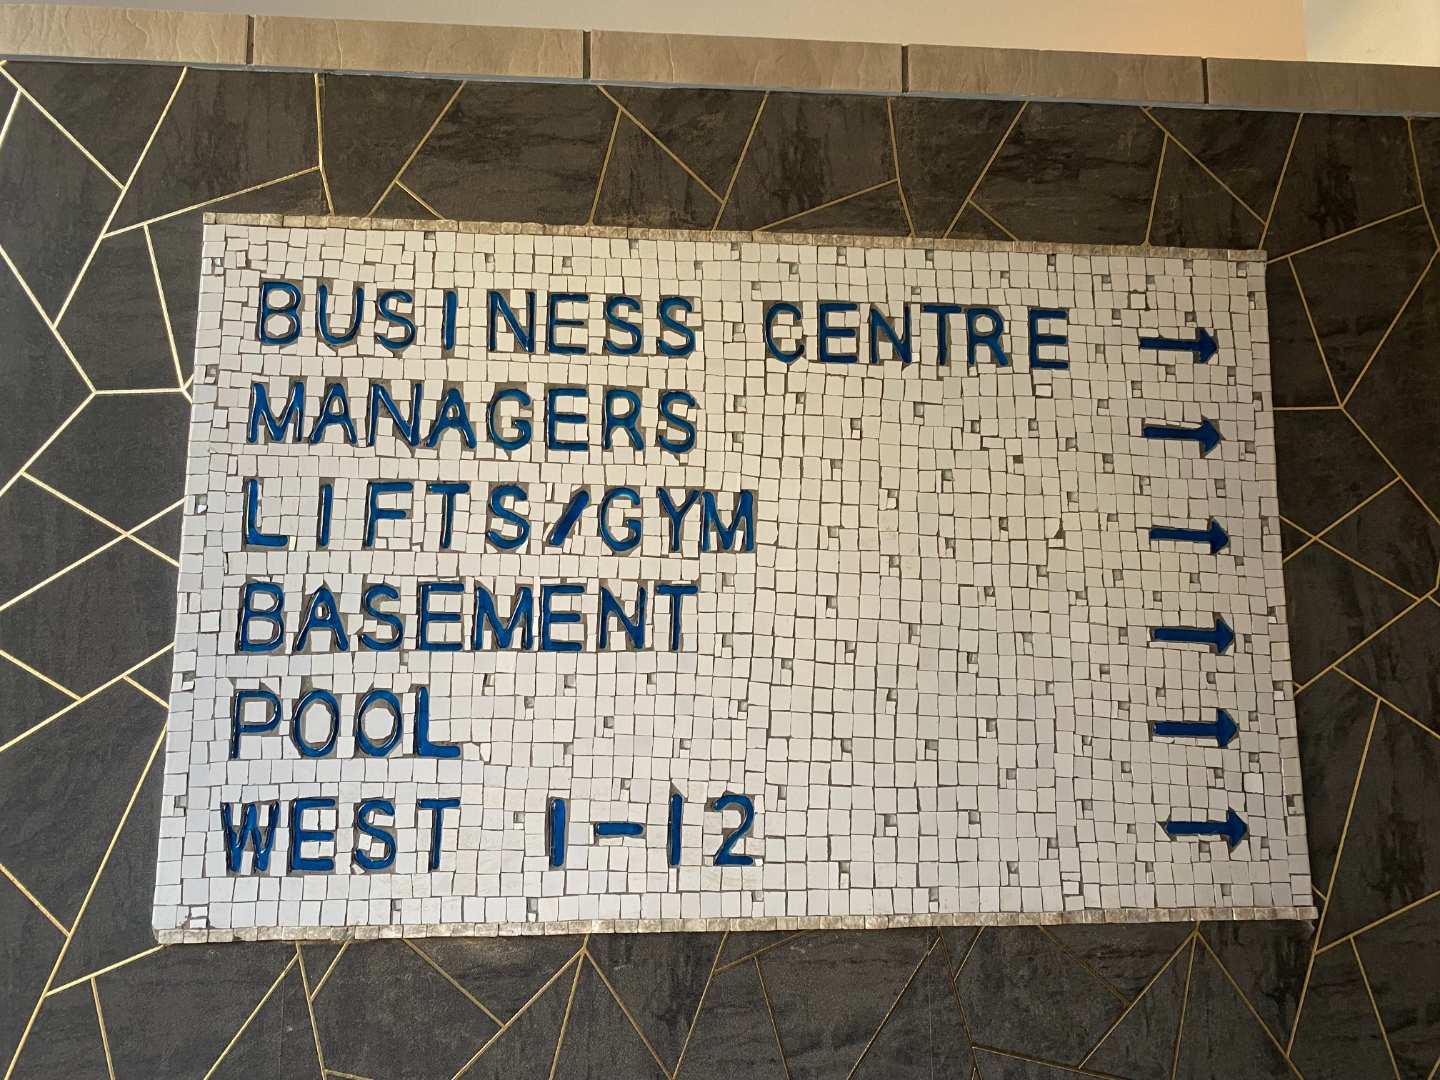 BUSINESS CENTRE →
MANAGERS →
LIFTS/GYM →
BASEMENT →
POOL →
WEST 1-12 →